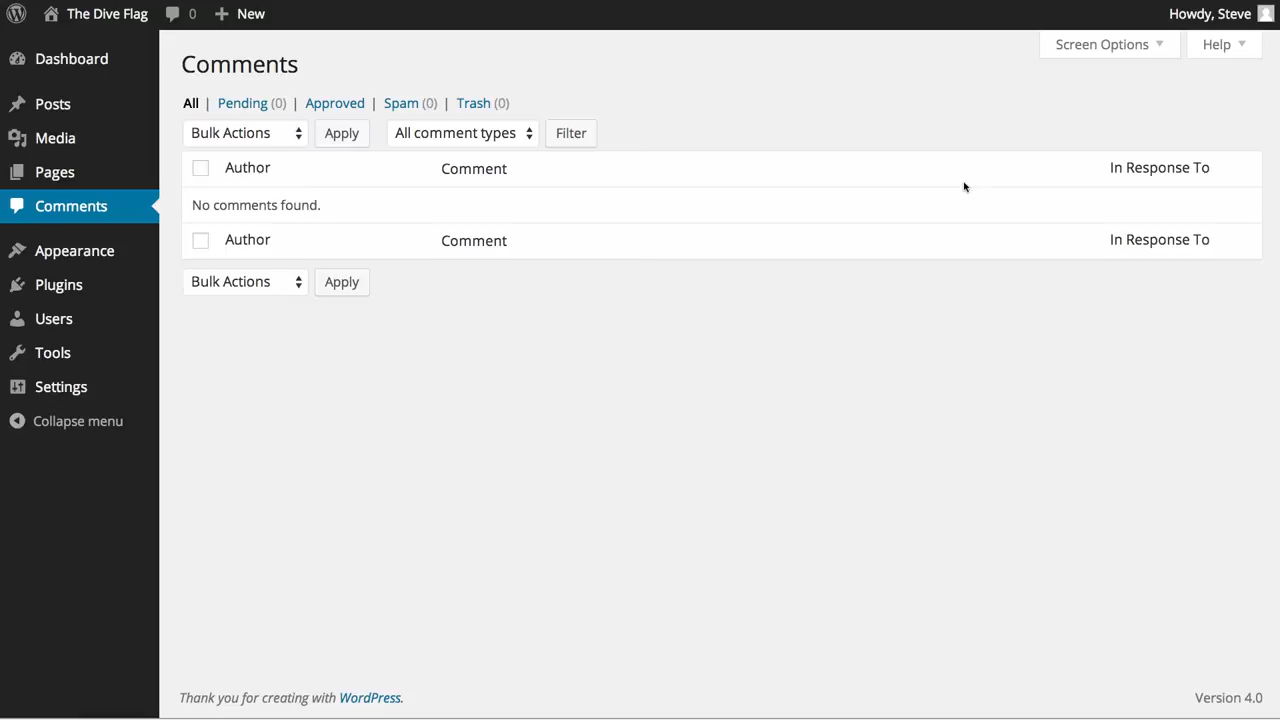 The Dive Flag 0 New Howdy, Steve
Screen Options Help
Dashboard
Posts
Media
Pages
Comments
Appearance
Plugins
Users
Tools
Settings
Collapse menu
Comments
All | Pending (0) | Approved | Spam (0) | Trash (0)
Bulk Actions Apply All comment types Filter
Author Comment In Response To
No comments found.
Author Comment In Response To
Bulk Actions Apply
Thank you for creating with WordPress. Version 4.0